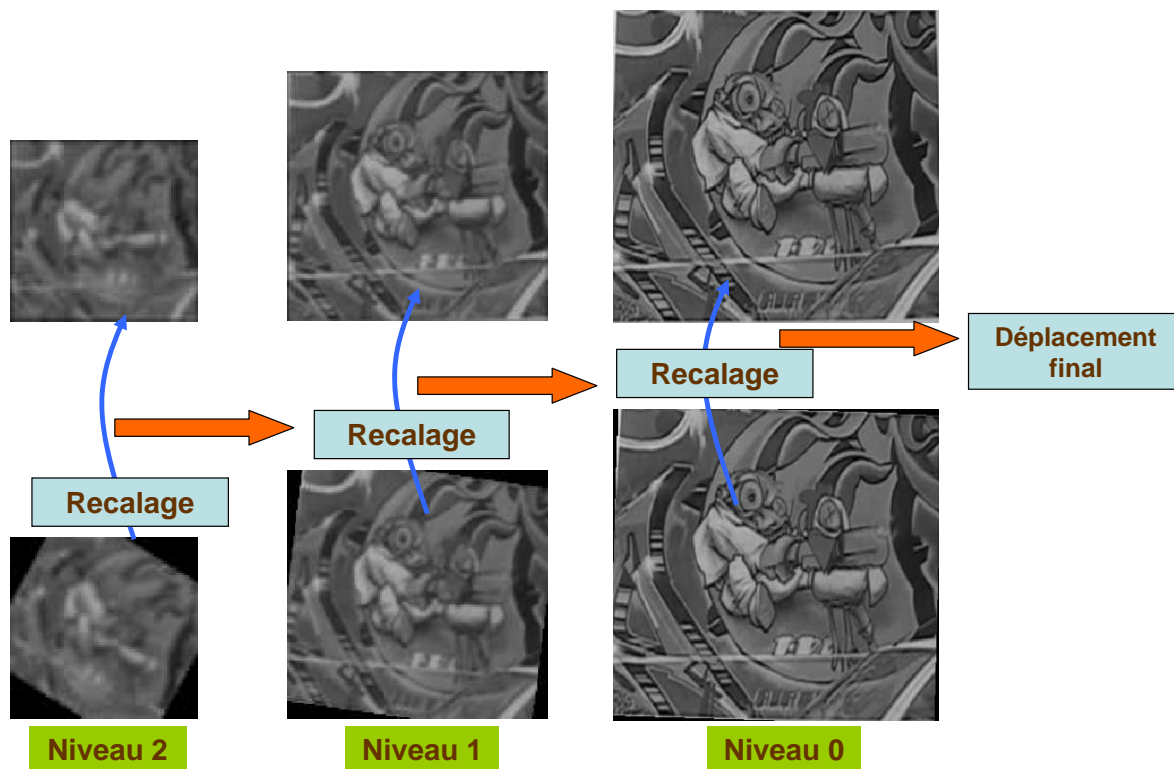 Recalage
Niveau 2
Recalage
Niveau 1
Recalage
Niveau 0
Déplacement
final